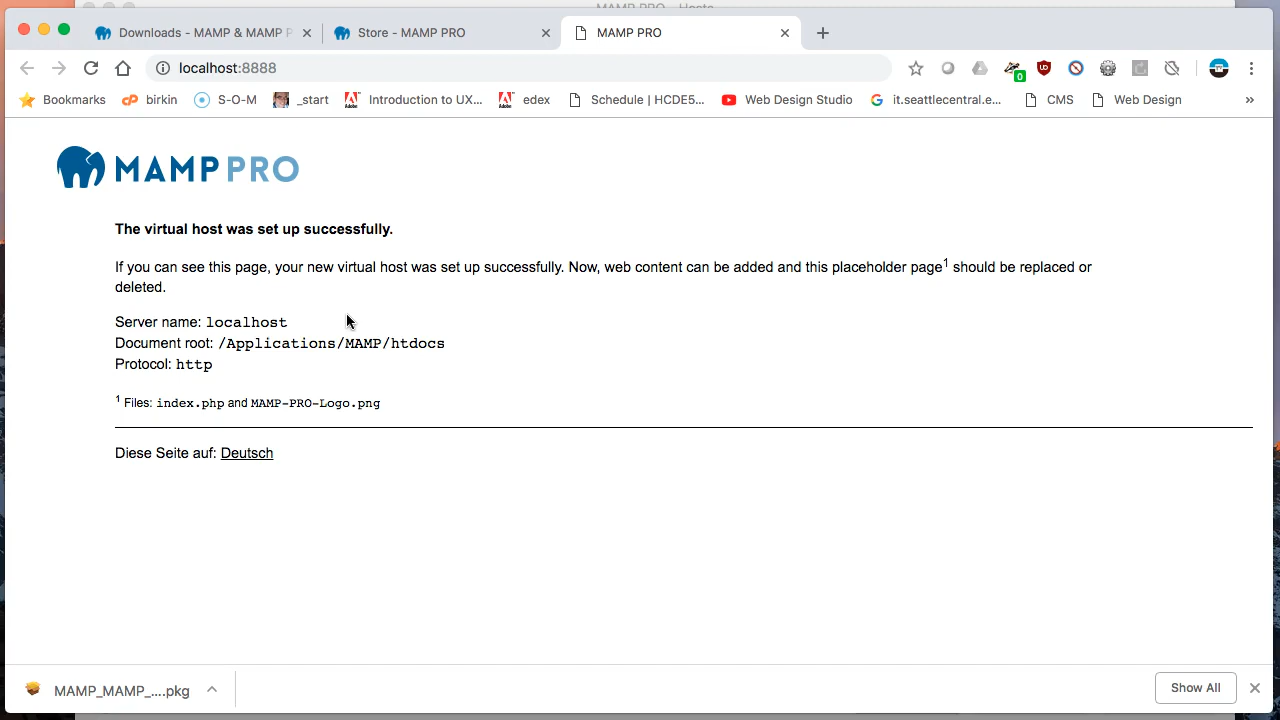 MAMP PRO - Hosts
Downloads - MAMP & MAMP P
Store - MAMP PRO
MAMP PRO
localhost:8888
0
Bookmarks
birkin
S-O-M
_start
Introduction to UX...
edex
Schedule | HCDE5...
Web Design Studio
it.seattlecentral.e...
CMS
Web Design
»
MAMP PRO
The virtual host was set up successfully.
If you can see this page, your new virtual host was set up successfully. Now, web content can be added and this placeholder page1 should be replaced or
deleted.
Server name: localhost
Document root: /Applications/MAMP/htdocs
Protocol: http
1 Files: index.php and MAMP-PRO-Logo.png
Diese Seite auf: Deutsch
MAMP_MAMP_....pkg
Show All